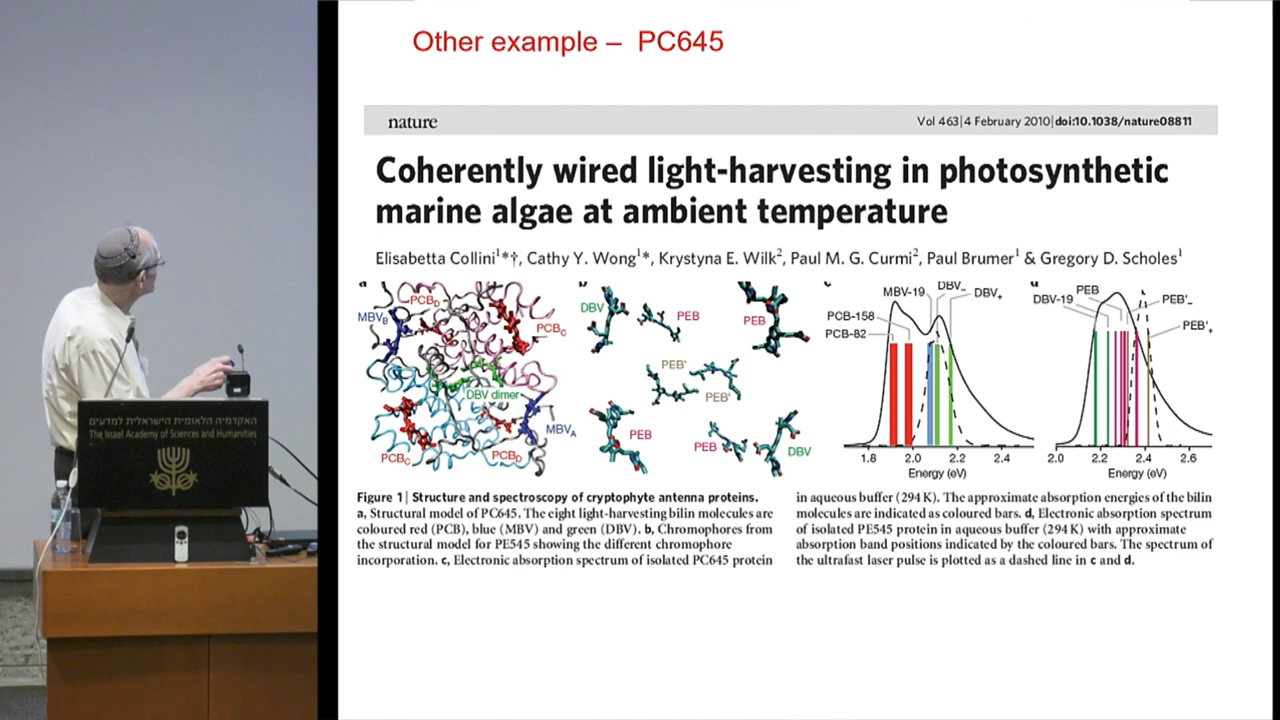 Other example – PC645
nature
Vol 463|4 February 2010|doi:10.1038/nature08811
Coherently wired light-harvesting in photosynthetic
marine algae at ambient temperature
Elisabetta Collini¹*†, Cathy Y. Wong¹*, Krystyna E. Wilk², Paul M. G. Curmi², Paul Brumer¹ & Gregory D. Scholes¹
a
PCB_D
MBV_B
PCB_C
DBV dimer
MBV_A
PCB_C
PCB_D
b
DBV
PEB
PEB
PEB'
PEB'
PEB
PEB
DBV
c
MBV-19
DBV_–
DBV_+
PCB-158
PCB-82
1.8 2.0 2.2 2.4
Energy (eV)
d
PEB
DBV-19
PEB'_–
PEB'_+
2.0 2.2 2.4 2.6
Energy (eV)
Figure 1 | Structure and spectroscopy of cryptophyte antenna proteins.
a, Structural model of PC645. The eight light-harvesting bilin molecules are
coloured red (PCB), blue (MBV) and green (DBV). b, Chromophores from
the structural model for PE545 showing the different chromophore
incorporation. c, Electronic absorption spectrum of isolated PC645 protein
in aqueous buffer (294 K). The approximate absorption energies of the bilin
molecules are indicated as coloured bars. d, Electronic absorption spectrum
of isolated PE545 protein in aqueous buffer (294 K) with approximate
absorption band positions indicated by the coloured bars. The spectrum of
the ultrafast laser pulse is plotted as a dashed line in c and d.
האקדמיה הלאומית הישראלית למדעים
The Israel Academy of Sciences and Humanities